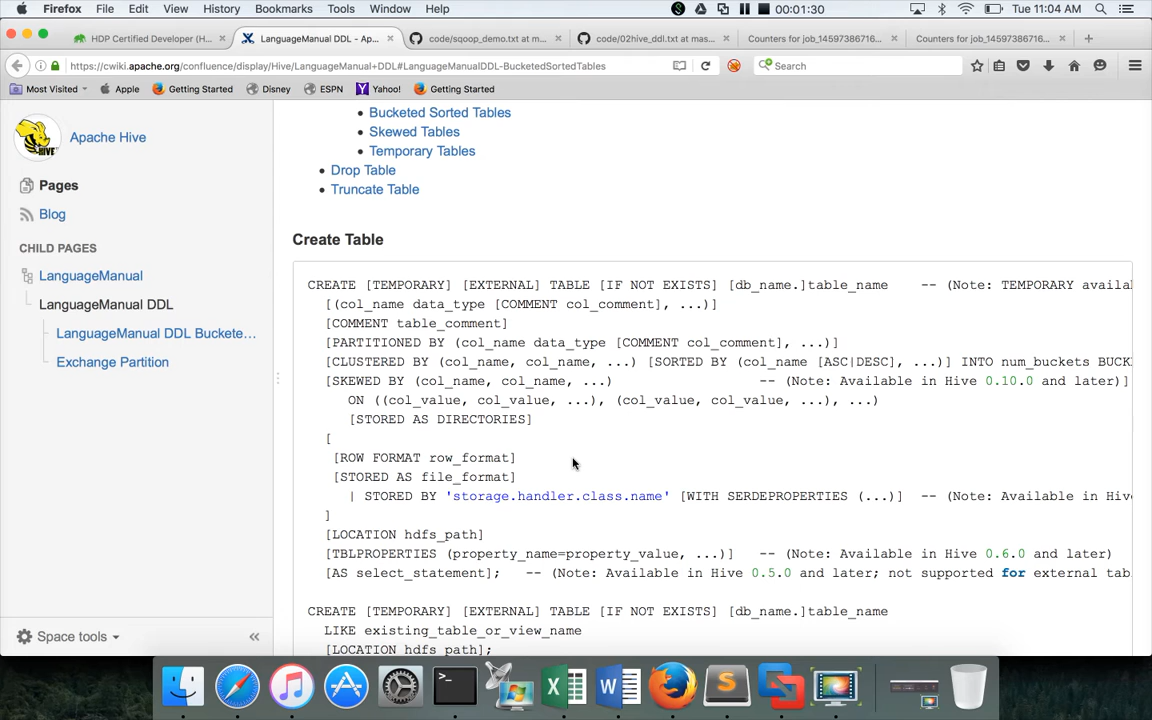 Firefox File Edit View History Bookmarks Tools Window Help 00:01:30 Tue 11:04 AM
HDP Certified Developer (H... LanguageManual DDL - Ap... code/sqoop_demo.txt at m... code/02hive_ddl.txt at mas... Counters for job_14597367716... Counters for job_14597367716...
https://cwiki.apache.org/confluence/display/Hive/LanguageManual+DDL#LanguageManualDDL-BucketedSortedTables Search
Most Visited Apple Getting Started Disney ESPN Yahoo! Getting Started
Apache Hive
Pages
Blog
CHILD PAGES
LanguageManual
LanguageManual DDL
LanguageManual DDL Buckete...
Exchange Partition
Space tools
Bucketed Sorted Tables
Skewed Tables
Temporary Tables
Drop Table
Truncate Table
Create Table
CREATE [TEMPORARY] [EXTERNAL] TABLE [IF NOT EXISTS] [db_name.]table_name -- (Note: TEMPORARY availa
[(col_name data_type [COMMENT col_comment], ...)]
[COMMENT table_comment]
[PARTITIONED BY (col_name data_type [COMMENT col_comment], ...)]
[CLUSTERED BY (col_name, col_name, ...) [SORTED BY (col_name [ASC|DESC], ...)] INTO num_buckets BUCK
[SKEWED BY (col_name, col_name, ...) -- (Note: Available in Hive 0.10.0 and later)]
ON ((col_value, col_value, ...), (col_value, col_value, ...), ...)
[STORED AS DIRECTORIES]
[
[ROW FORMAT row_format]
[STORED AS file_format]
| STORED BY 'storage.handler.class.name' [WITH SERDEPROPERTIES (...)] -- (Note: Available in Hiv
]
[LOCATION hdfs_path]
[TBLPROPERTIES (property_name=property_value, ...)] -- (Note: Available in Hive 0.6.0 and later)
[AS select_statement]; -- (Note: Available in Hive 0.5.0 and later; not supported for external tab
CREATE [TEMPORARY] [EXTERNAL] TABLE [IF NOT EXISTS] [db_name.]table_name
LIKE existing_table_or_view_name
[LOCATION hdfs_path];